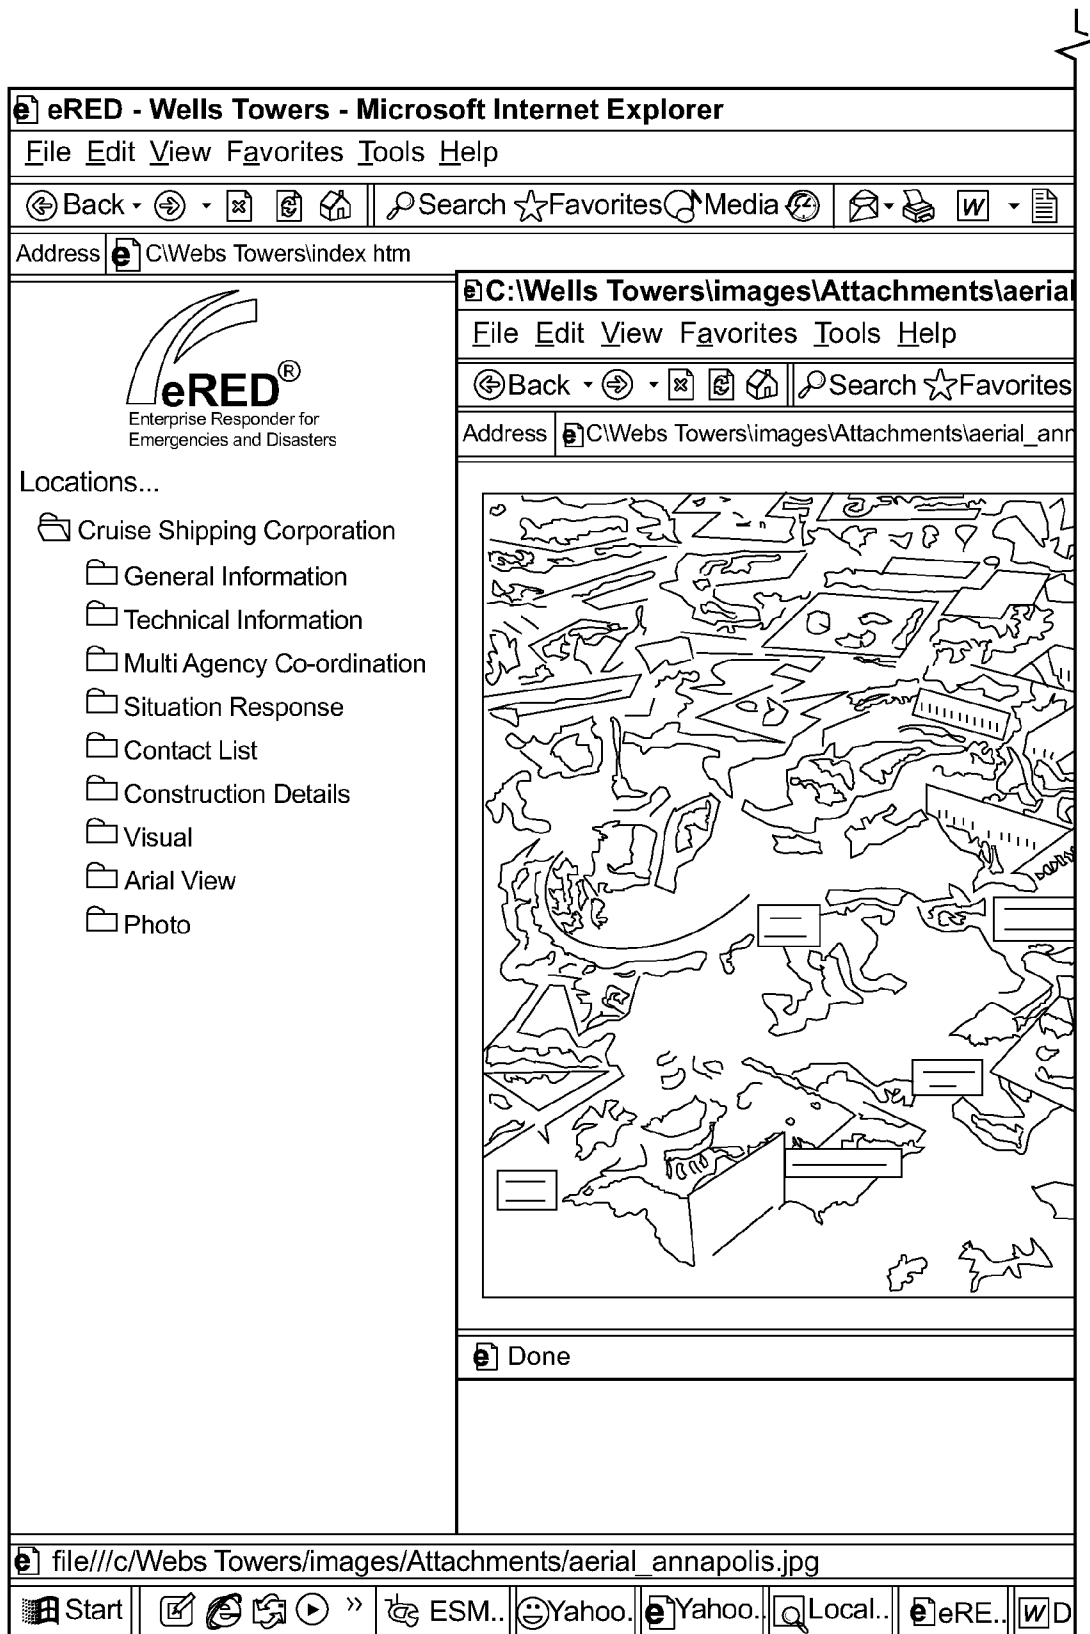 eRED - Wells Towers - Microsoft Internet Explorer
File Edit View Favorites Tools Help
Back Search Favorites Media W
Address e C\Webs Towers\index htm
eRED®
Enterprise Responder for
Emergencies and Disasters
Locations...
Cruise Shipping Corporation
General Information
Technical Information
Multi Agency Co-ordination
Situation Response
Contact List
Construction Details
Visual
Arial View
Photo
C:\Wells Towers\images\Attachments\aerial
File Edit View Favorites Tools Help
Back Search Favorites
Address e C\Webs Towers\images\Attachments\aerial_ann
e Done
e file///c/Webs Towers/images/Attachments/aerial_annapolis.jpg
Start e » ESM.. Yahoo. e Yahoo.. Local.. e eRE.. W D